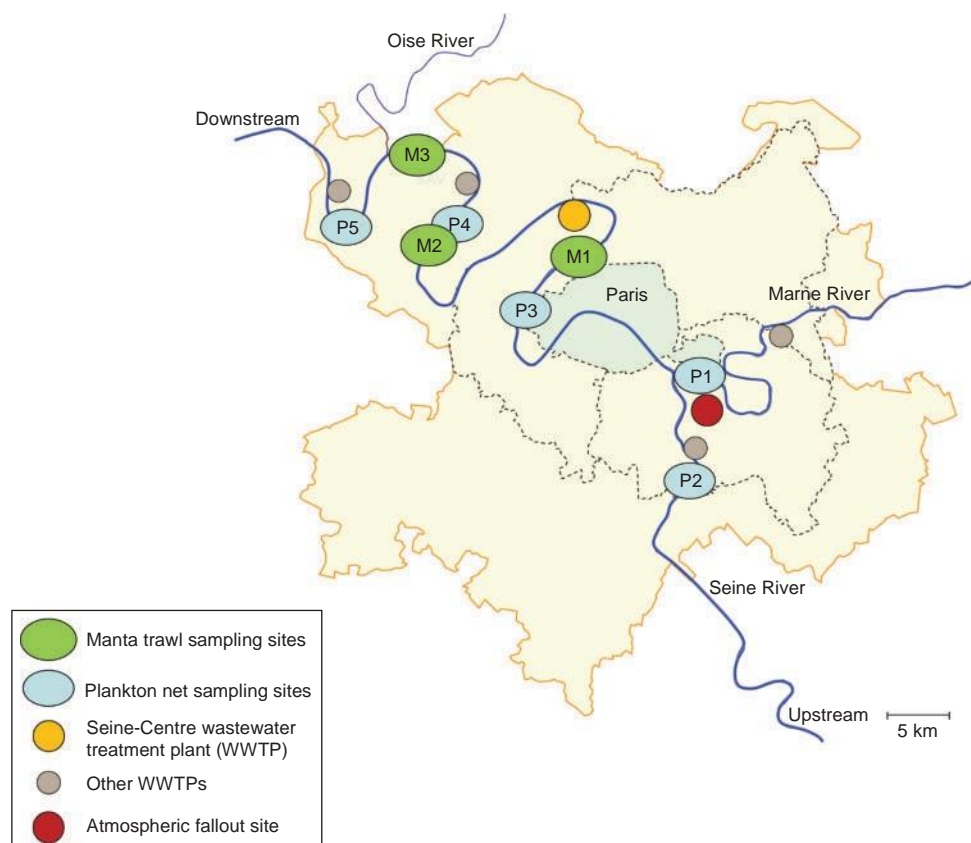 Oise River
Downstream
M3
P4
P5
M2
M1
Paris
Marne River
P3
P1
P2
Seine River
Upstream
5 km
Manta trawl sampling sites
Plankton net sampling sites
Seine-Centre wastewater
treatment plant (WWTP)
Other WWTPs
Atmospheric fallout site